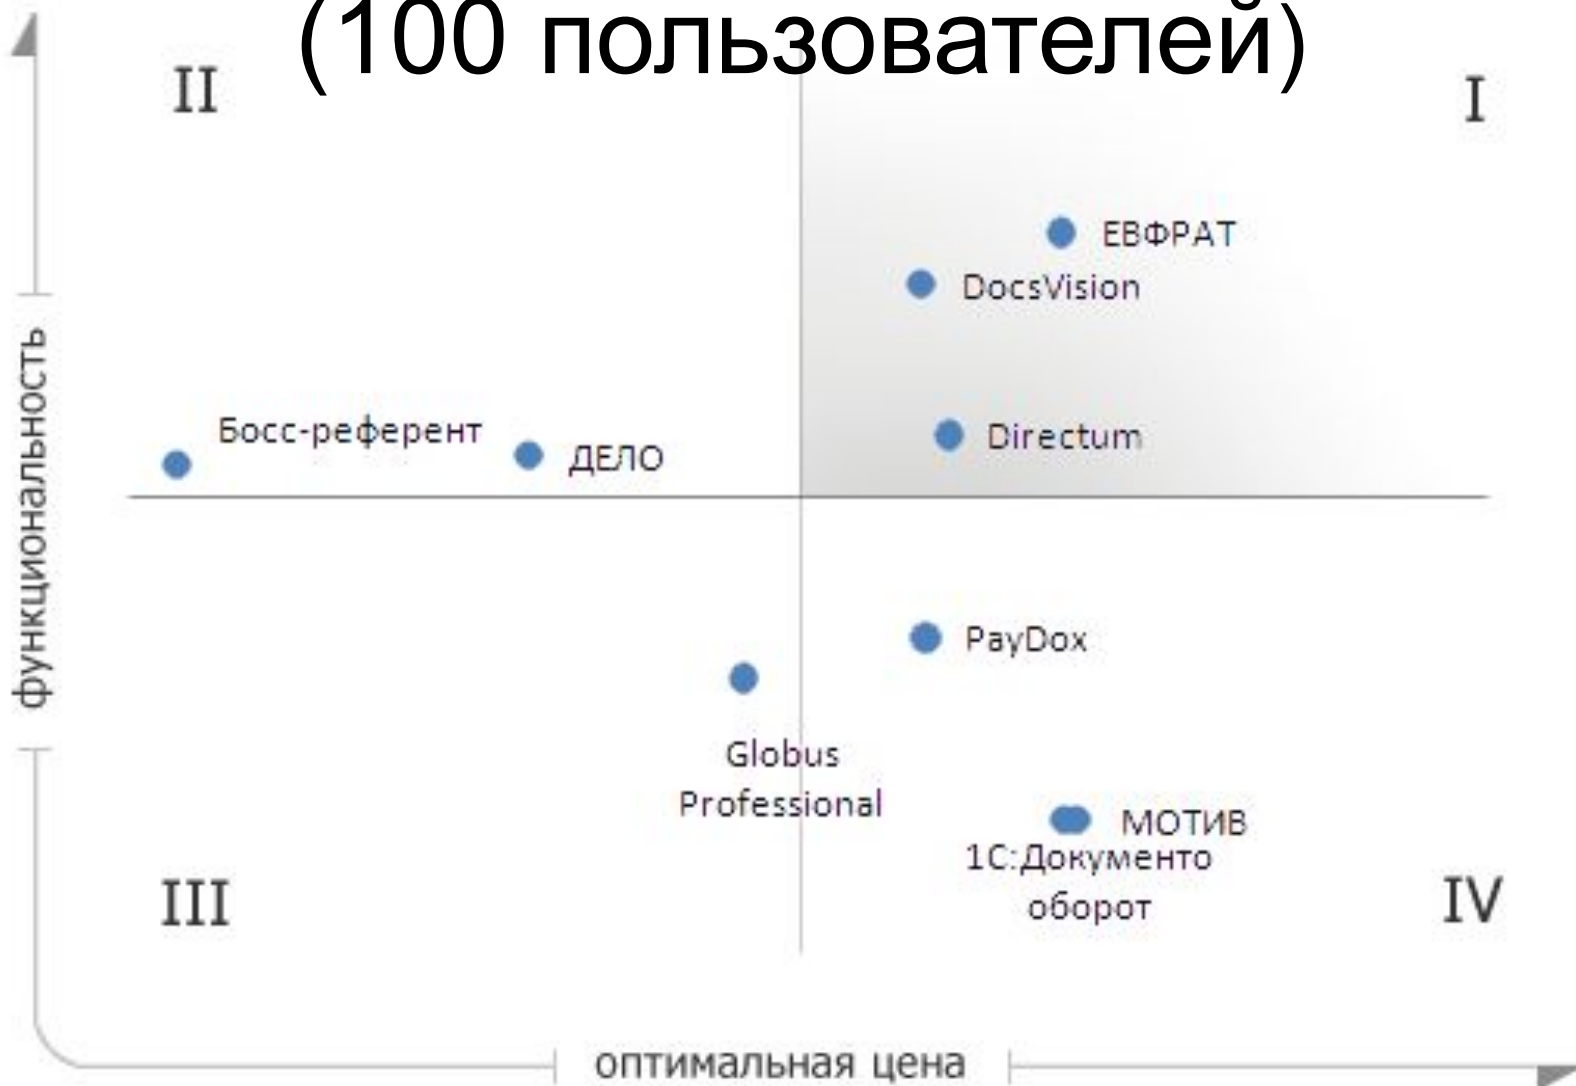 (100 пользователей)
II
I
ЕВФРАТ
DocsVision
функциональность
Босс-референт
ДЕЛО
Directum
PayDox
Globus
Professional
МОТИВ
1С:Документо
оборот
III
IV
оптимальная цена